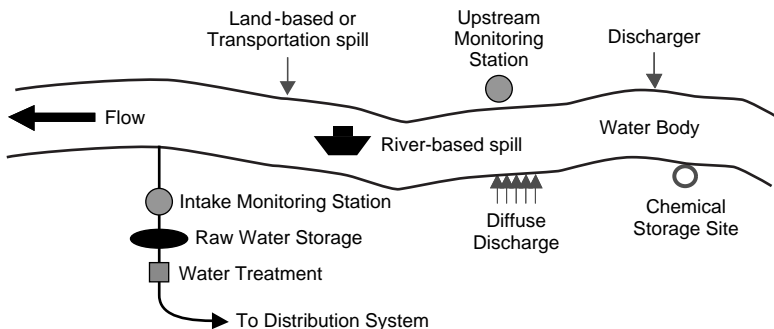 Land-based or
Transportation spill
Upstream
Monitoring
Station
Discharger
Flow
River-based spill
Water Body
Intake Monitoring Station
Raw Water Storage
Water Treatment
To Distribution System
Diffuse
Discharge
Chemical
Storage Site